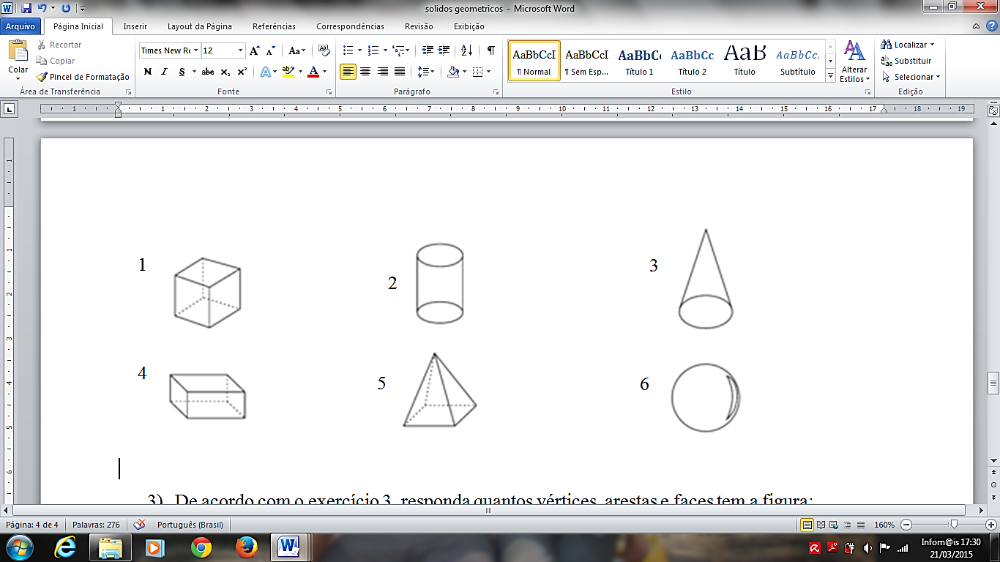 solidos geometricos - Microsoft Word
Arquivo Página Inicial Inserir Layout da Página Referências Correspondências Revisão Exibição
Colar
Recortar
Copiar
Pincel de Formatação
Área de Transferência
Times New Ro 12
N I S abc x₂ x²
Fonte
Parágrafo
AaBbCcI AaBbCcI AaBbCc AaBbCc AaB AaBbCc.
¶ Normal ¶ Sem Esp... Título 1 Título 2 Título Subtítulo
Alterar
Estilos
Estilo
Localizar
Substituir
Selecionar
Edição
1 1 2 3 4 5 6 7 8 9 10 11 12 13 14 15 16 17 18 19
1 2 3
4 5 6
3) De acordo com o exercício 3, responda quantos vértices, arestas e faces tem a figura:
Página: 4 de 4 Palavras: 276 Português (Brasil) 160%
Infom@is 17:30
21/03/2015